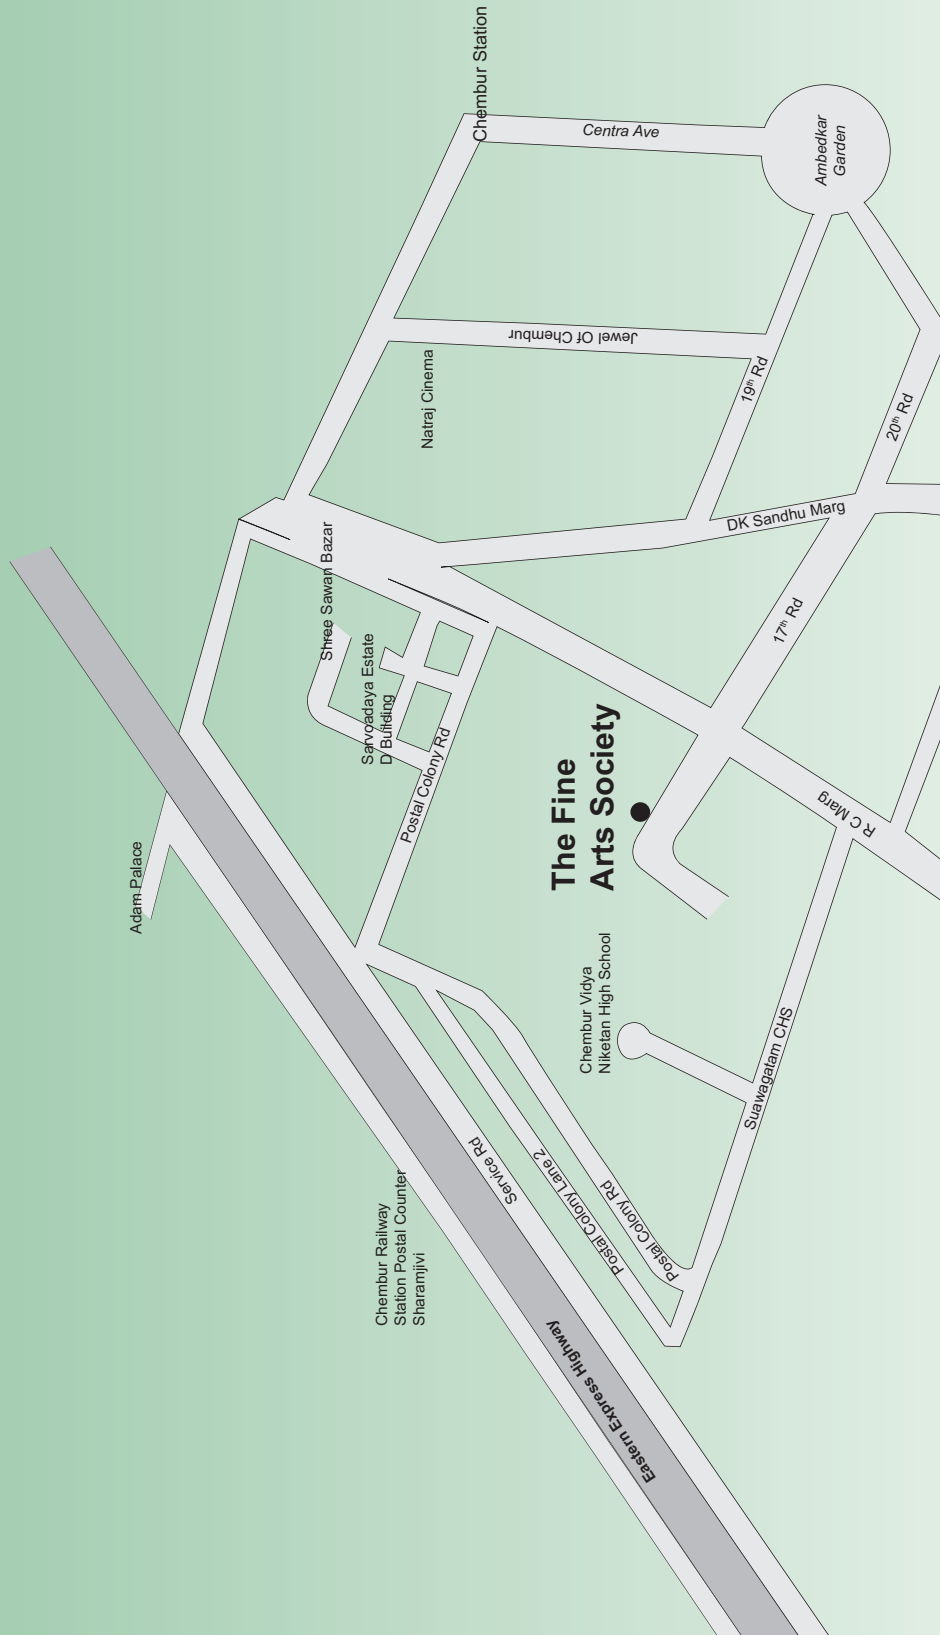 Chembur Station
Centra Ave
Ambedkar
Garden
Jewel Of Chembur
Natraj Cinema
19th Rd
20th Rd
DK Sandhu Marg
Shree Sawan Bazar
Sarvoadaya Estate
D Building
17th Rd
The Fine
Arts Society
Postal Colony Rd
R C Marg
Adam Palace
Chembur Vidya
Niketan High School
Suawagatam CHS
Service Rd
Postal Colony Lane 2
Postal Colony Rd
Chembur Railway
Station Postal Counter
Sharamjivi
Eastern Express Highway